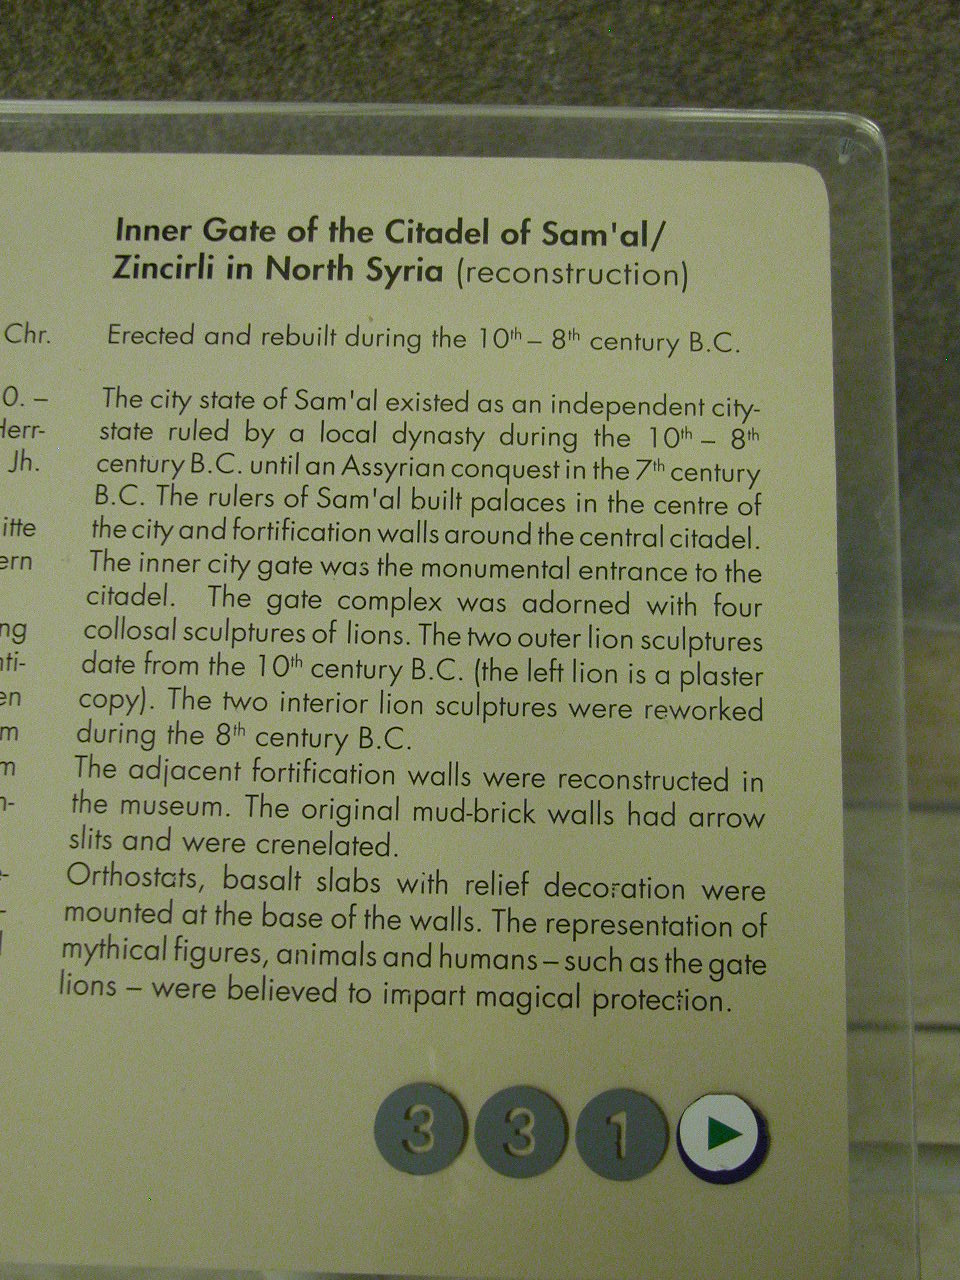 Inner Gate of the Citadel of Sam'al/
Zincirli in North Syria (reconstruction)
Erected and rebuilt during the 10th – 8th century B.C.
The city state of Sam'al existed as an independent city-
state ruled by a local dynasty during the 10th – 8th
century B.C. until an Assyrian conquest in the 7th century
B.C. The rulers of Sam'al built palaces in the centre of
the city and fortification walls around the central citadel.
The inner city gate was the monumental entrance to the
citadel. The gate complex was adorned with four
collosal sculptures of lions. The two outer lion sculptures
date from the 10th century B.C. (the left lion is a plaster
copy). The two interior lion sculptures were reworked
during the 8th century B.C.
The adjacent fortification walls were reconstructed in
the museum. The original mud-brick walls had arrow
slits and were crenelated.
Orthostats, basalt slabs with relief decoration were
mounted at the base of the walls. The representation of
mythical figures, animals and humans – such as the gate
lions – were believed to impart magical protection.
3 3 1
Chr.
0. –
Jh.